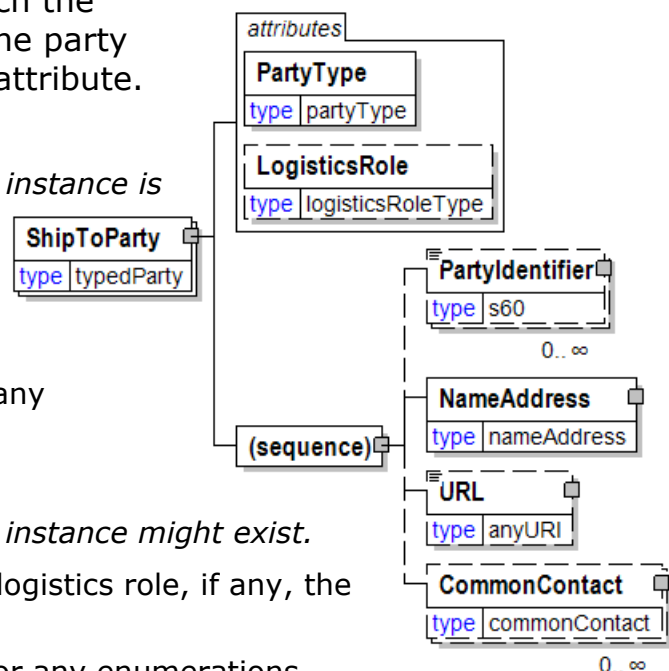 ch the
he party
attribute.
instance is
any
instance might exist.
logistics role, if any, the
or any enumerations
attributes
PartyType
type partyType
LogisticsRole
type logisticsRoleType
ShipToParty
type typedParty
(sequence)
PartyIdentifier
type s60
0.. ∞
NameAddress
type nameAddress
URL
type anyURI
CommonContact
type commonContact
0.. ∞